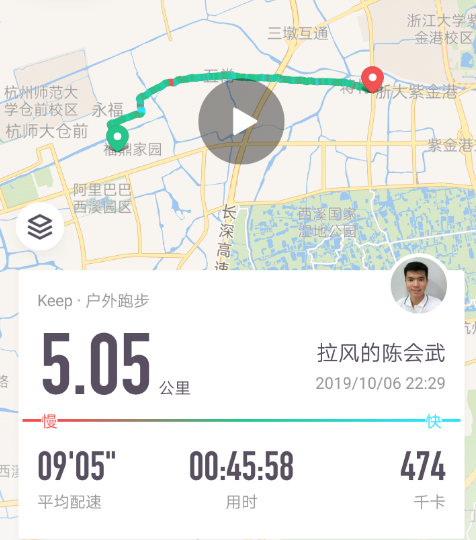 浙江大学紫
金港校区
三墩互通
杭州师范大
学仓前校区
永福
浙大紫金港
杭师大仓前
福鼎家园
紫金港
阿里巴巴
西溪园区
西溪国家
湿地公园
长深高速
Keep · 户外跑步
5.05 公里
拉风的陈会武
2019/10/06 22:29
慢
快
09'05"
00:45:58
474
平均配速
用时
千卡